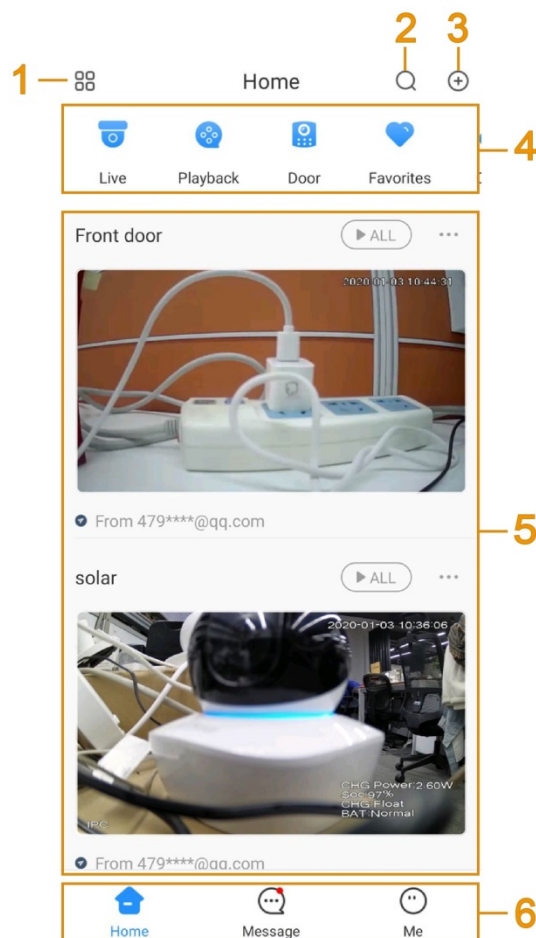 2 3
1 Home
4
Live Playback Door Favorites
Front door ALL ...
2020-01-03 10:44:31
From 479****@qq.com
5
solar ALL ...
2020-01-03 10:36:06
CHG Power:2.60W
Soc:97%
CHG:Float
BAT:Normal
IPC
From 479****@qq.com
6
Home Message Me